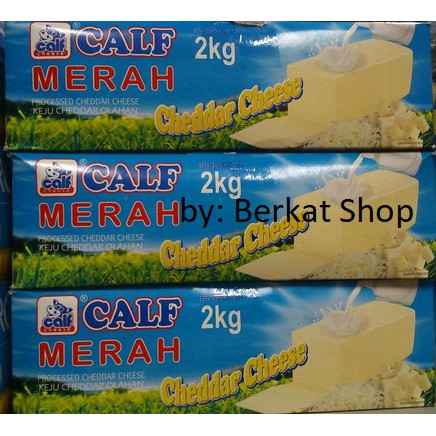 calf
CALF
®
2kg
MERAH
PROCESSED CHEDDAR CHEESE
KEJU CHEDDAR OLAHAN
Cheddar Cheese
calf
CALF
®
2kg
MERAH
by: Berkat Shop
PROCESSED CHEDDAR CHEESE
KEJU CHEDDAR OLAHAN
Cheddar Cheese
calf
CALF
®
2kg
MERAH
PROCESSED CHEDDAR CHEESE
KEJU CHEDDAR OLAHAN
Cheddar Cheese